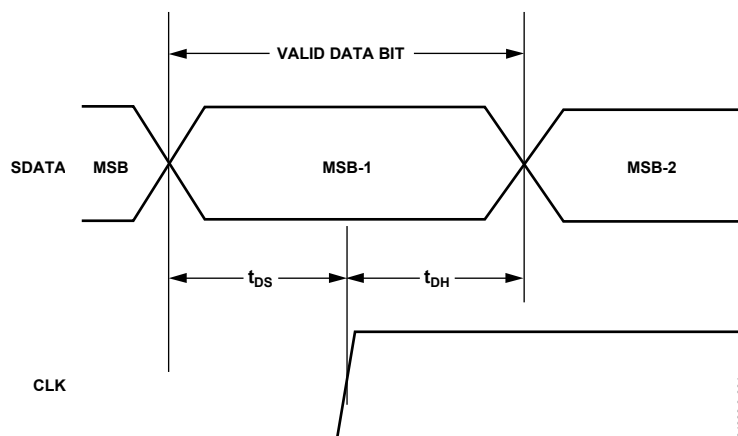 VALID DATA BIT
SDATA MSB MSB-1 MSB-2
tDS tDH
CLK